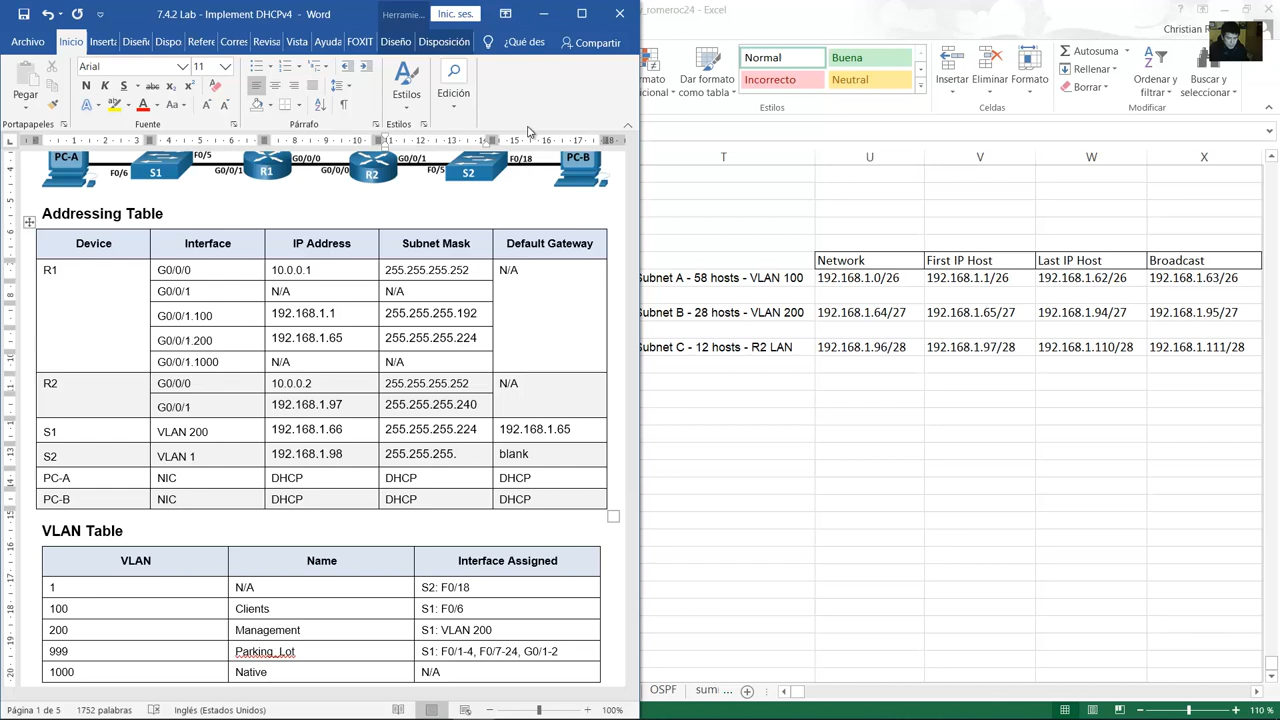 7.4.2 Lab - Implement DHCPv4 - Word
Herramie...
Inic. ses.
_romeroc24 - Excel
Archivo
Inicio
Inserta
Diseño
Dispo
Refere
Corres
Revisa
Vista
Ayuda
FOXIT
Diseño
Disposición
¿Qué des
Compartir
Christian R
Arial
11
Pegar
N K S abc x₂ x²
Estilos
Edición
Portapapeles
Fuente
Párrafo
Estilos
Dar formato
como tabla
Normal
Buena
Incorrecto
Neutral
Estilos
Insertar
Eliminar
Formato
Celdas
Autosuma
Rellenar
Borrar
Ordenar y
filtrar
Buscar y
seleccionar
Modificar
PC-A
F0/6
S1
F0/5
G0/0/1
R1
G0/0/0
G0/0/0
R2
G0/0/1
F0/5
S2
F0/18
PC-B
Addressing Table
Device Interface IP Address Subnet Mask Default Gateway
R1 G0/0/0 10.0.0.1 255.255.255.252 N/A
G0/0/1 N/A N/A
G0/0/1.100 192.168.1.1 255.255.255.192
G0/0/1.200 192.168.1.65 255.255.255.224
G0/0/1.1000 N/A N/A
R2 G0/0/0 10.0.0.2 255.255.255.252 N/A
G0/0/1 192.168.1.97 255.255.255.240
S1 VLAN 200 192.168.1.66 255.255.255.224 192.168.1.65
S2 VLAN 1 192.168.1.98 255.255.255. blank
PC-A NIC DHCP DHCP DHCP
PC-B NIC DHCP DHCP DHCP
VLAN Table
VLAN Name Interface Assigned
1 N/A S2: F0/18
100 Clients S1: F0/6
200 Management S1: VLAN 200
999 Parking_Lot S1: F0/1-4, F0/7-24, G0/1-2
1000 Native N/A
T U V W X
Network First IP Host Last IP Host Broadcast
Subnet A - 58 hosts - VLAN 100 192.168.1.0/26 192.168.1.1/26 192.168.1.62/26 192.168.1.63/26
Subnet B - 28 hosts - VLAN 200 192.168.1.64/27 192.168.1.65/27 192.168.1.94/27 192.168.1.95/27
Subnet C - 12 hosts - R2 LAN 192.168.1.96/28 192.168.1.97/28 192.168.1.110/28 192.168.1.111/28
OSPF
sum ...
Página 1 de 5
1752 palabras
Inglés (Estados Unidos)
100%
110 %